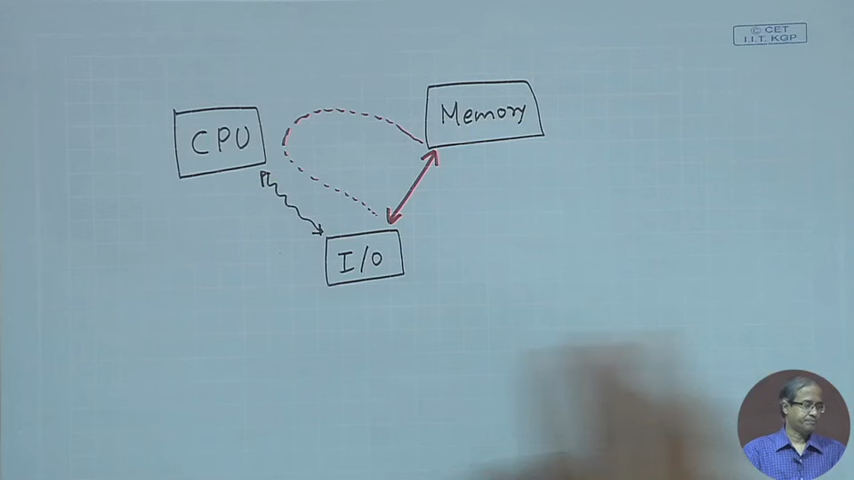 © CET
I.I.T. KGP
CPU
Memory
I/O